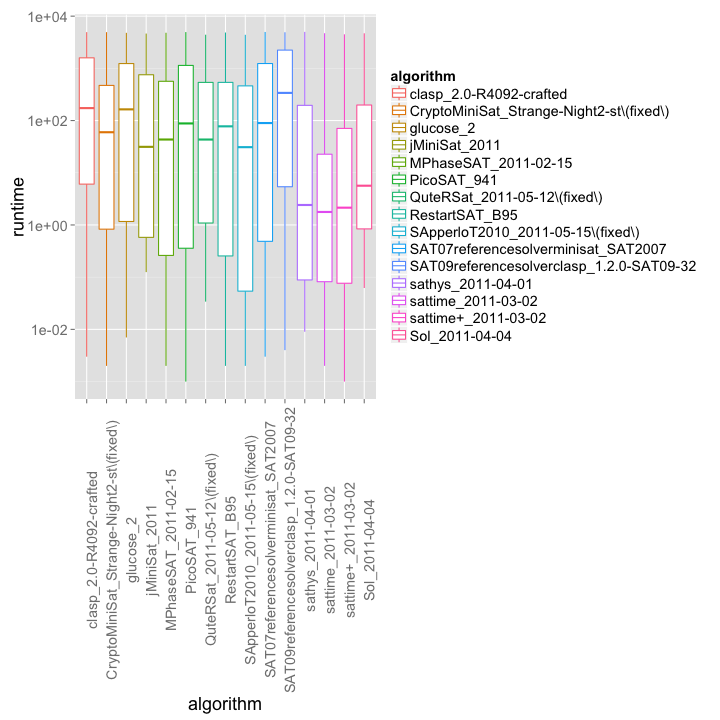 1e+04
1e+02
1e+00
1e-02
runtime
clasp_2.0-R4092-crafted
CryptoMiniSat_Strange-Night2-st\(fixed\)
glucose_2
jMiniSat_2011
MPhaseSAT_2011-02-15
PicoSAT_941
QuteRSat_2011-05-12\(fixed\)
RestartSAT_B95
SApperloT2010_2011-05-15\(fixed\)
SAT07referencesolverminisat_SAT2007
SAT09referencesolverclasp_1.2.0-SAT09-32
sathys_2011-04-01
sattime_2011-03-02
sattime+_2011-03-02
Sol_2011-04-04
algorithm
algorithm
clasp_2.0-R4092-crafted
CryptoMiniSat_Strange-Night2-st\(fixed\)
glucose_2
jMiniSat_2011
MPhaseSAT_2011-02-15
PicoSAT_941
QuteRSat_2011-05-12\(fixed\)
RestartSAT_B95
SApperloT2010_2011-05-15\(fixed\)
SAT07referencesolverminisat_SAT2007
SAT09referencesolverclasp_1.2.0-SAT09-32
sathys_2011-04-01
sattime_2011-03-02
sattime+_2011-03-02
Sol_2011-04-04